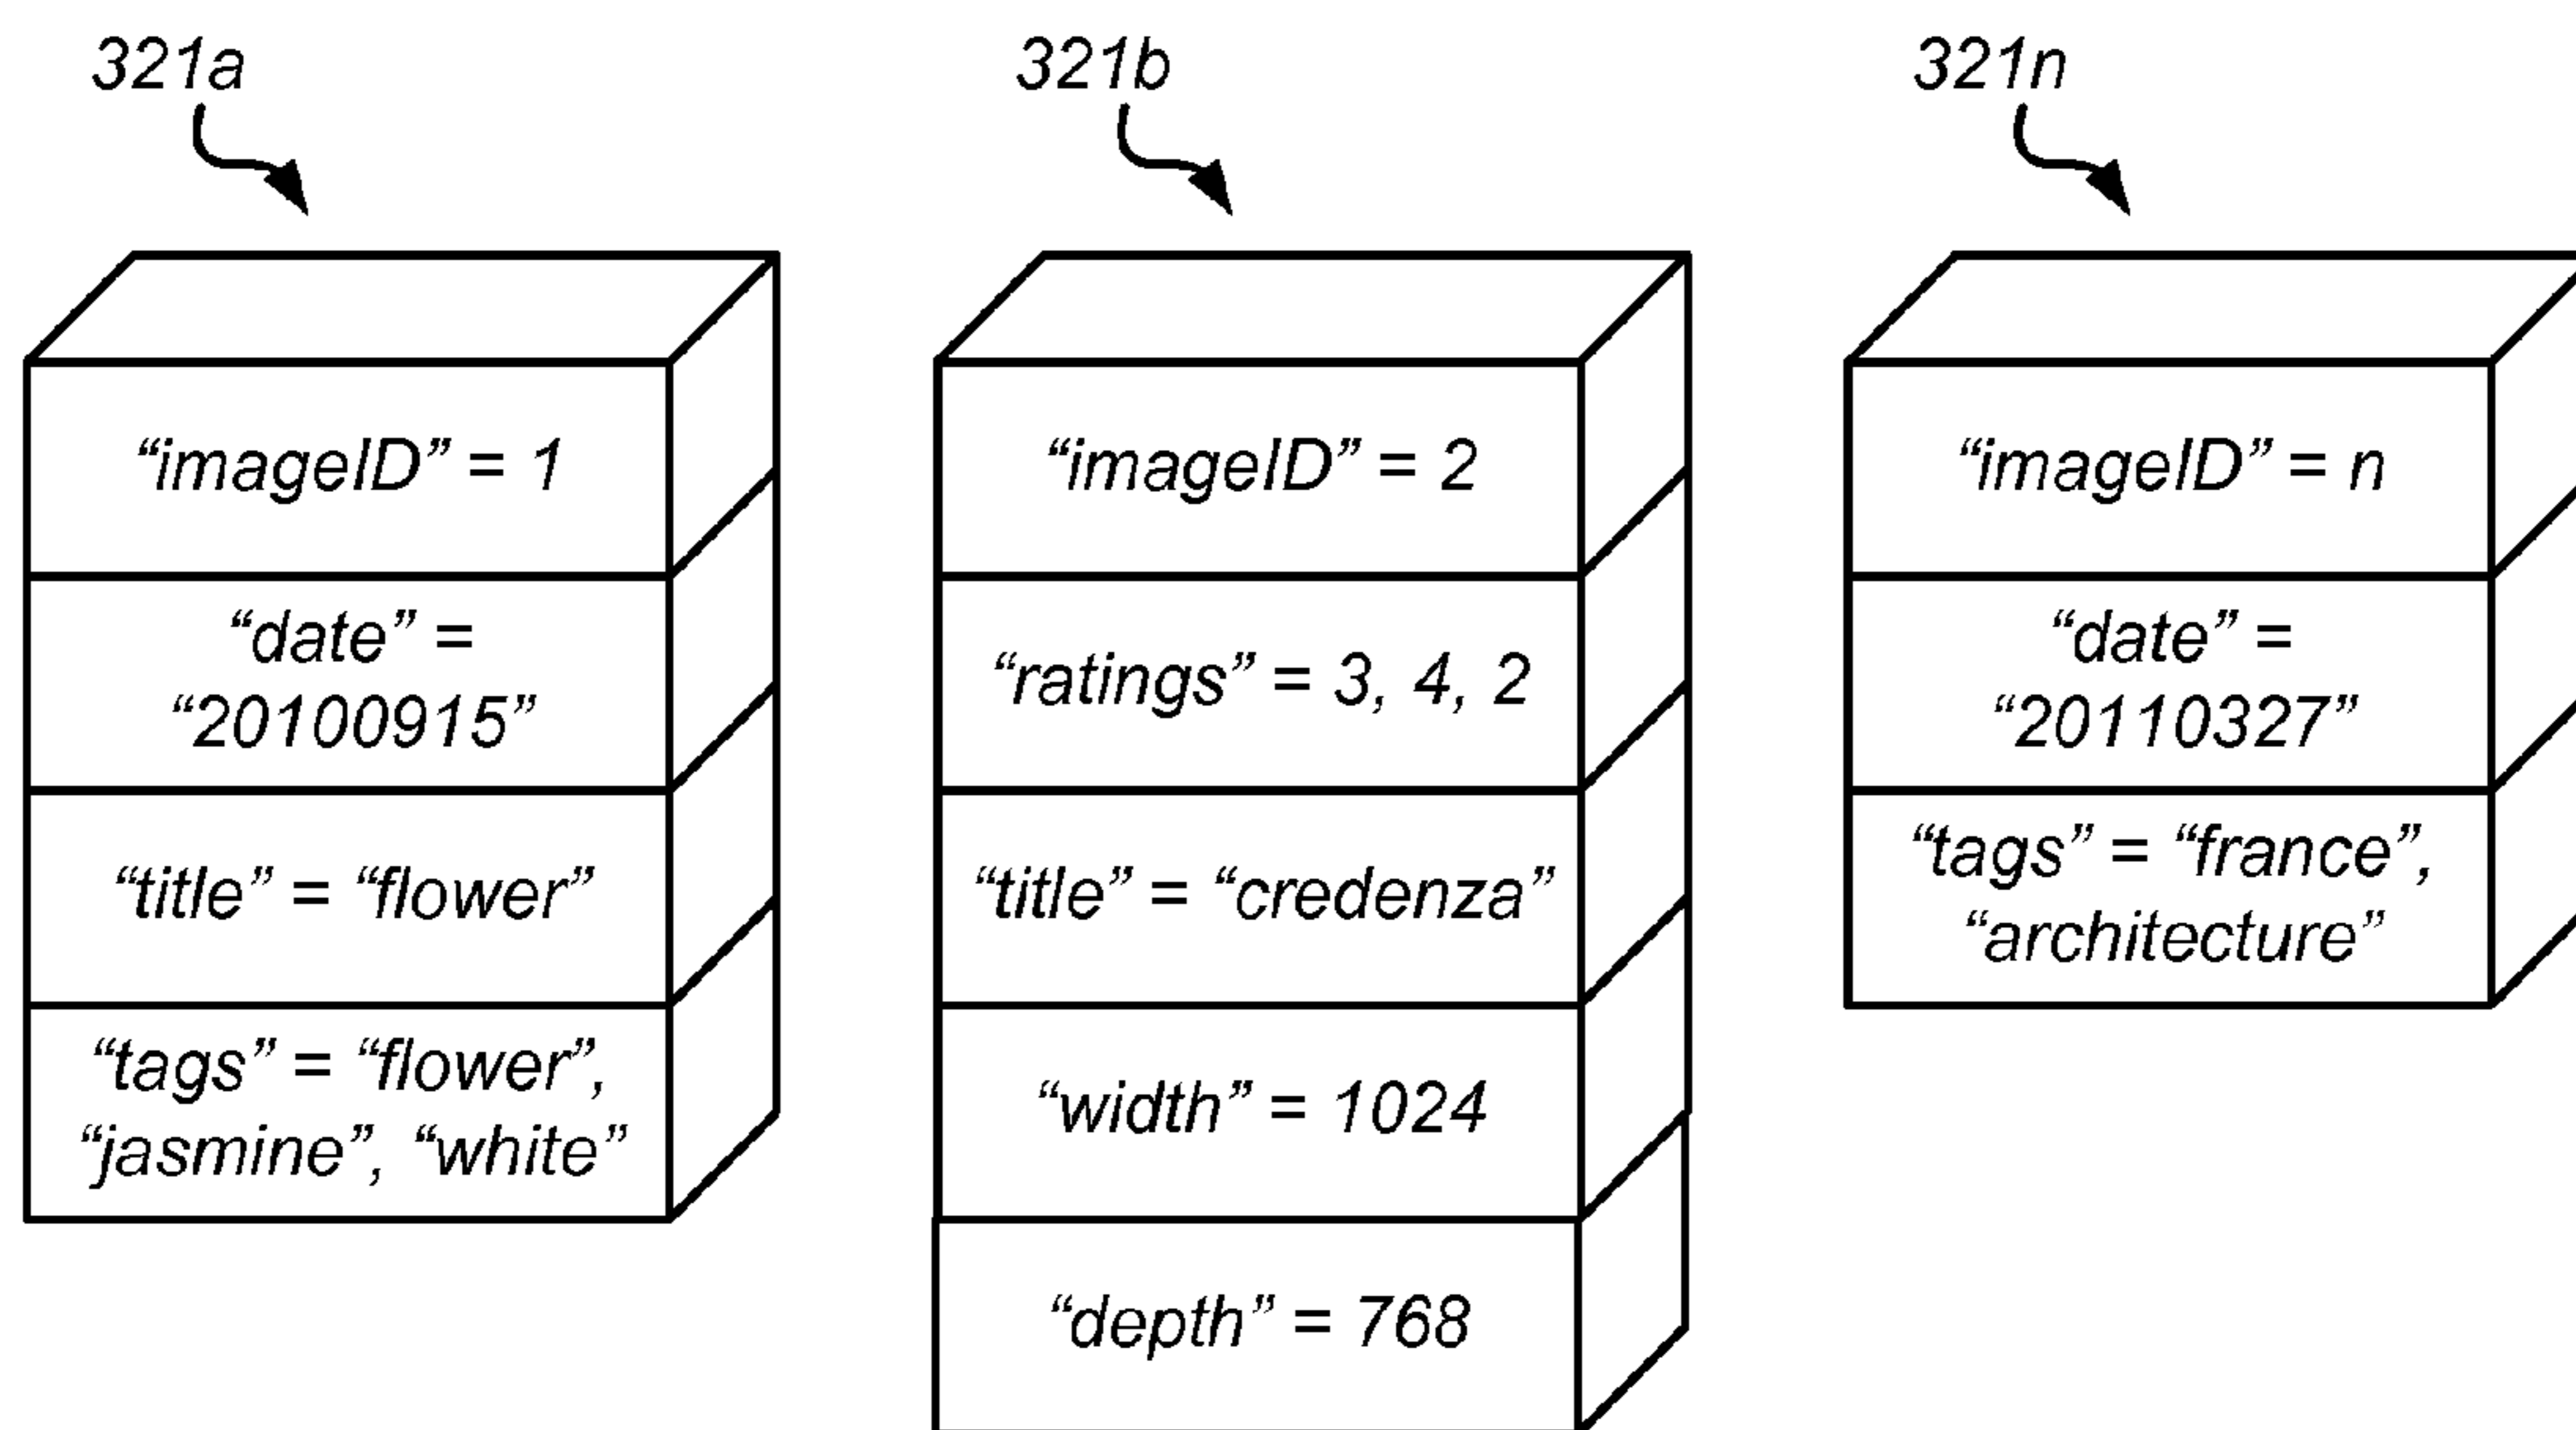 321a
321b
321n
“imageID” = 1
“date” =
“20100915”
“title” = “flower”
“tags” = “flower”,
“jasmine”, “white”
“imageID” = 2
“ratings” = 3, 4, 2
“title” = “credenza”
“width” = 1024
“depth” = 768
“imageID” = n
“date” =
“20110327”
“tags” = “france”,
“architecture”